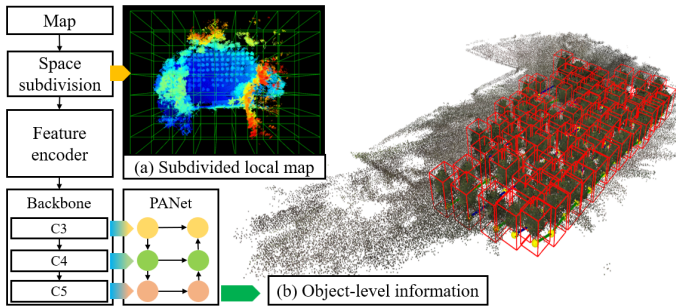 Map
Space
subdivision
Feature
encoder
Backbone
C3
C4
C5
PANet
(a) Subdivided local map
(b) Object-level information